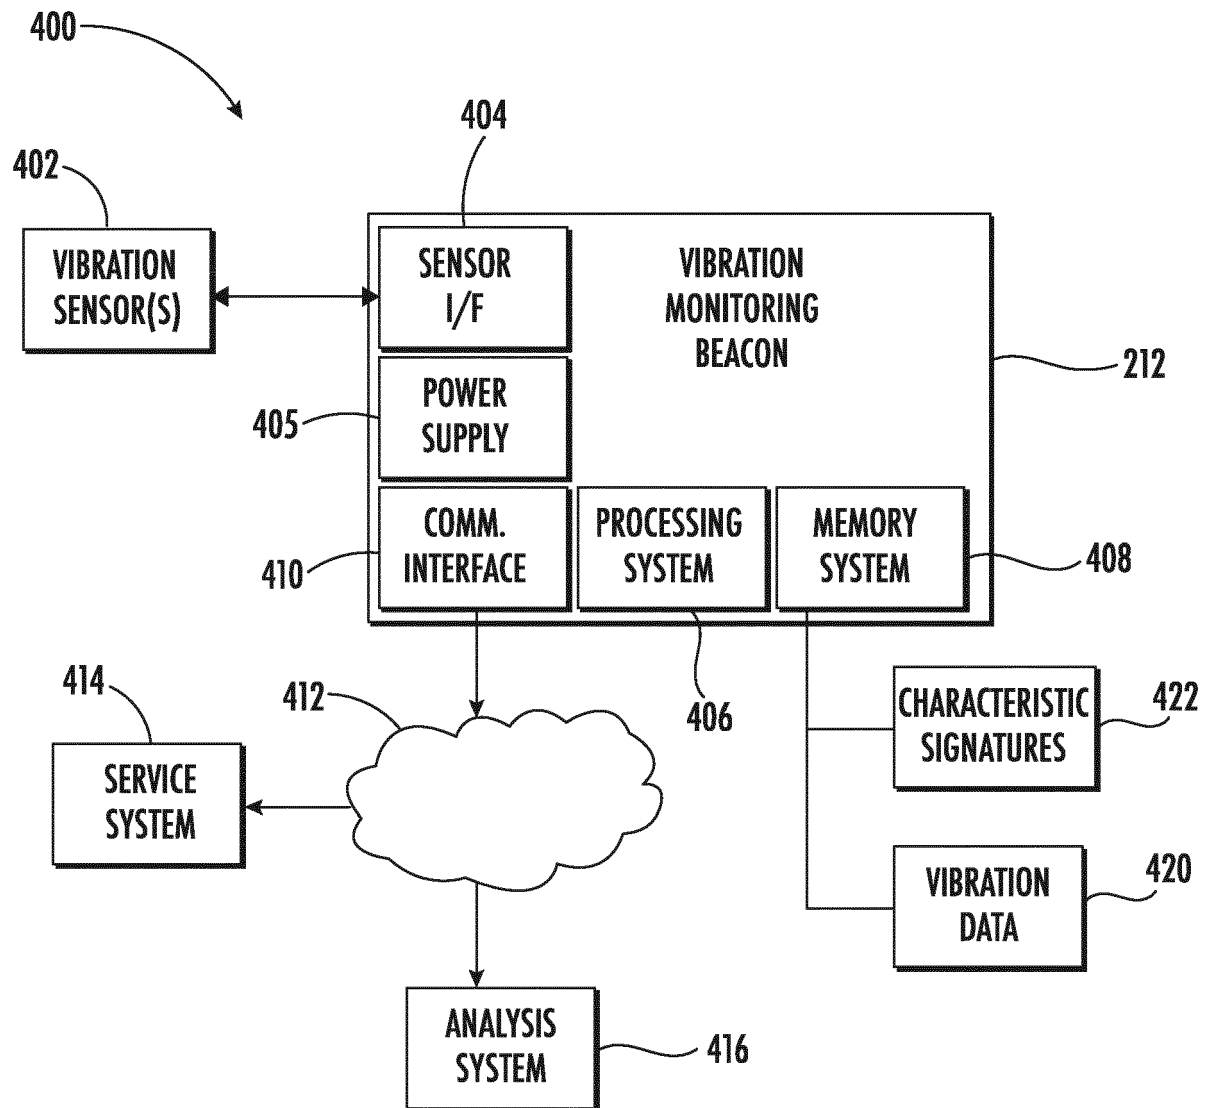 400
404
402
VIBRATION
SENSOR(S)
SENSOR
I/F
VIBRATION
MONITORING
BEACON
212
405
POWER
SUPPLY
410
COMM.
INTERFACE
PROCESSING
SYSTEM
MEMORY
SYSTEM
408
414
412
406
CHARACTERISTIC
SIGNATURES
422
SERVICE
SYSTEM
VIBRATION
DATA
420
ANALYSIS
SYSTEM
416